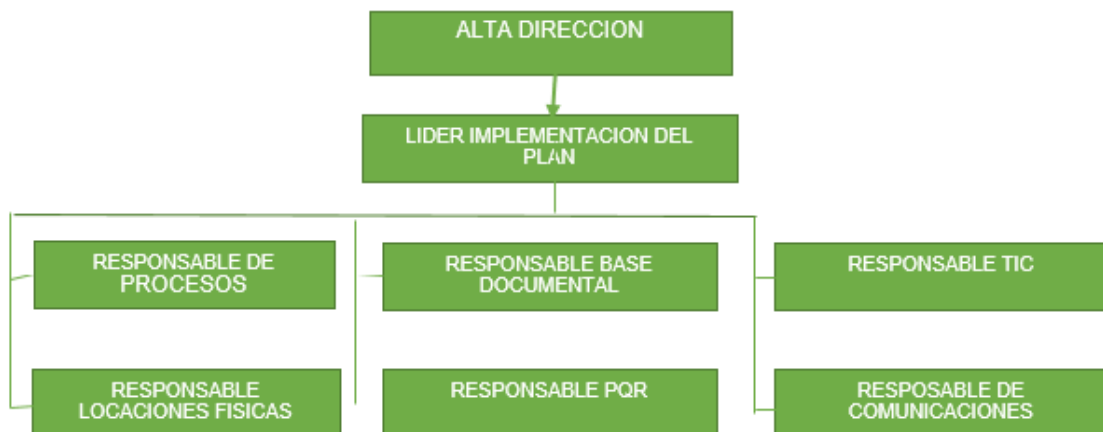 ALTA DIRECCION
LIDER IMPLEMENTACION DEL
PLAN
RESPONSABLE DE
PROCESOS
RESPONSABLE BASE
DOCUMENTAL
RESPONSABLE TIC
RESPONSABLE
LOCACIONES FISICAS
RESPONSABLE PQR
RESPOSABLE DE
COMUNICACIONES